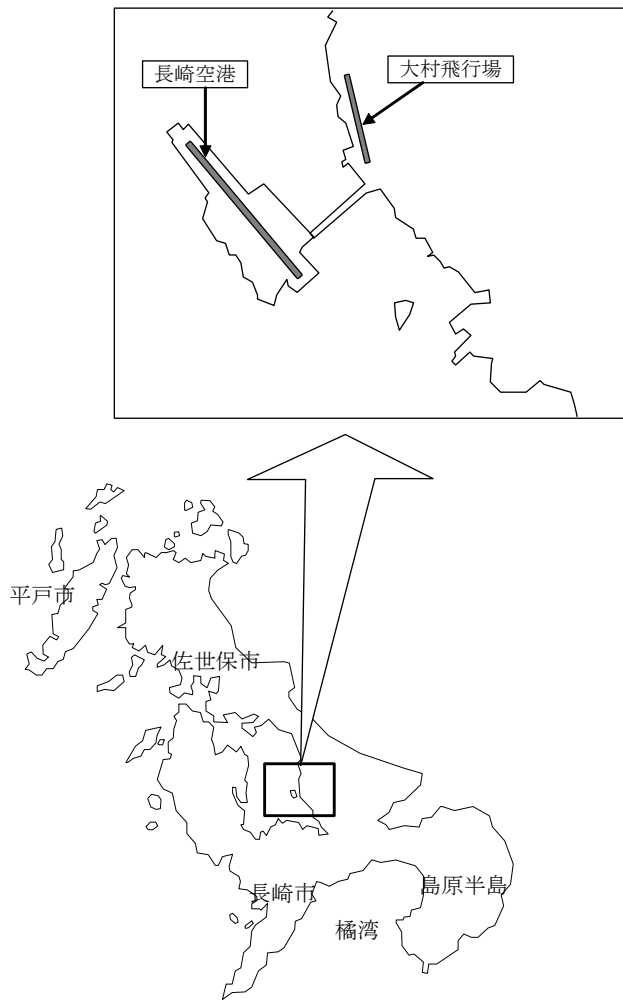 長崎空港
大村飛行場
平戸市
佐世保市
長崎市
島原半島
橘湾